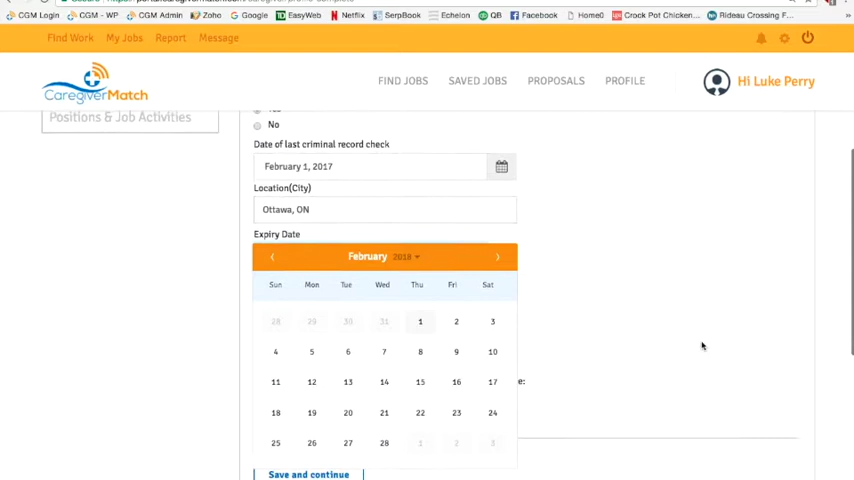 CGM Login CGM - WP CGM Admin Zoho Google EasyWeb Netflix SerpBook Echelon QB Facebook Home0 Crock Pot Chicken... Rideau Crossing F...
Find Work My Jobs Report Message
CaregiverMatch FIND JOBS SAVED JOBS PROPOSALS PROFILE Hi Luke Perry
Positions & Job Activities
No
Date of last criminal record check
February 1, 2017
Location(City)
Ottawa, ON
Expiry Date
‹ February 2018 ›
Sun Mon Tue Wed Thu Fri Sat
28 29 30 31 1 2 3
4 5 6 7 8 9 10
11 12 13 14 15 16 17
e:
18 19 20 21 22 23 24
25 26 27 28 1 2 3
Save and continue